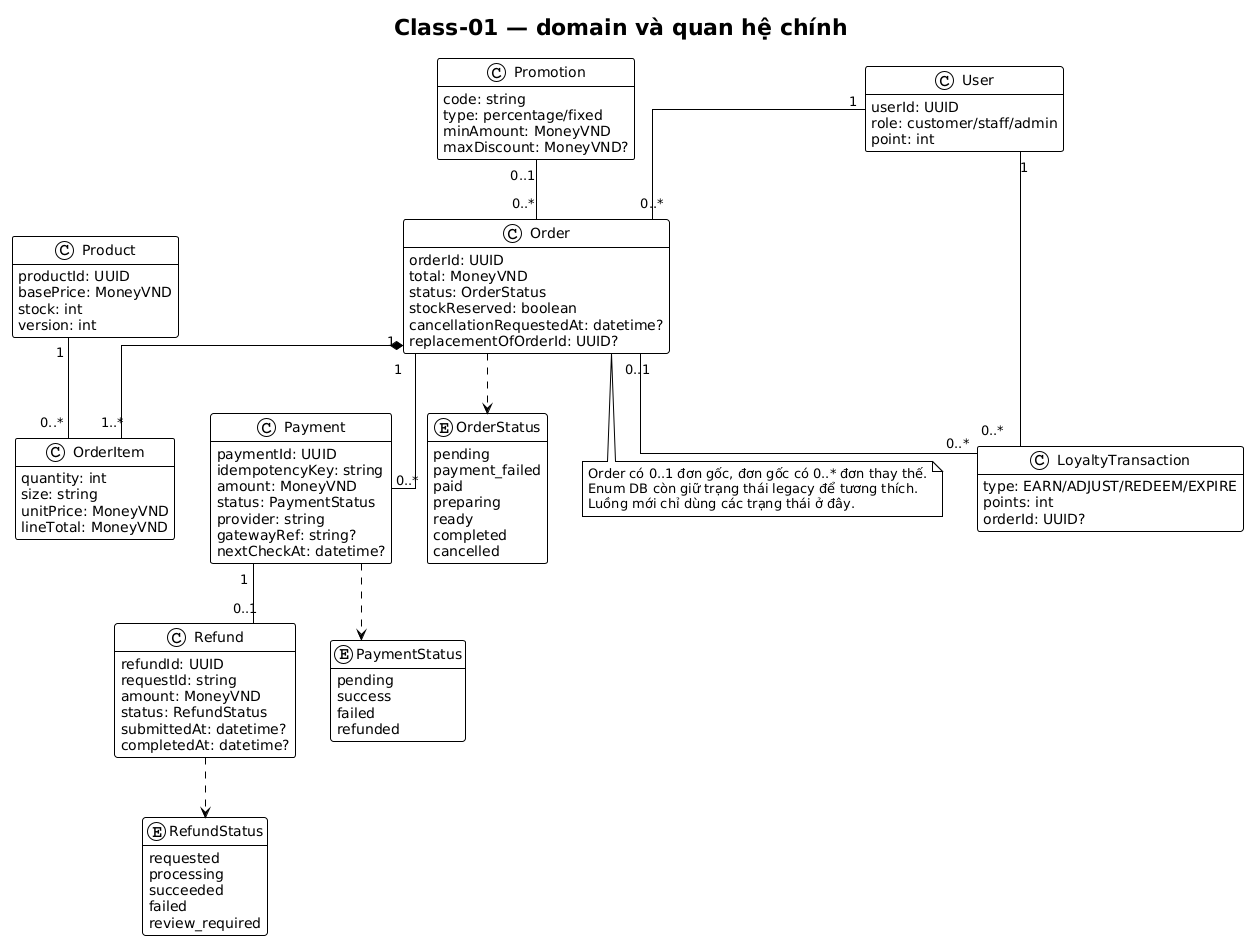 Class-01 — domain và quan hệ chính
C Promotion
code: string
type: percentage/fixed
minAmount: MoneyVND
maxDiscount: MoneyVND?
C User
userId: UUID
role: customer/staff/admin
point: int
1
0..*
1
0..*
0..1
0..*
C Product
productId: UUID
basePrice: MoneyVND
stock: int
version: int
C Order
orderId: UUID
total: MoneyVND
status: OrderStatus
stockReserved: boolean
cancellationRequestedAt: datetime?
replacementOfOrderId: UUID?
1
0..*
1
1..*
1
0..*
0..1
0..*
C OrderItem
quantity: int
size: string
unitPrice: MoneyVND
lineTotal: MoneyVND
C Payment
paymentId: UUID
idempotencyKey: string
amount: MoneyVND
status: PaymentStatus
provider: string
gatewayRef: string?
nextCheckAt: datetime?
E OrderStatus
pending
payment_failed
paid
preparing
ready
completed
cancelled
Order có 0..1 đơn gốc, đơn gốc có 0..* đơn thay thế.
Enum DB còn giữ trạng thái legacy để tương thích.
Luồng mới chỉ dùng các trạng thái ở đây.
C LoyaltyTransaction
type: EARN/ADJUST/REDEEM/EXPIRE
points: int
orderId: UUID?
1
0..1
C Refund
refundId: UUID
requestId: string
amount: MoneyVND
status: RefundStatus
submittedAt: datetime?
completedAt: datetime?
E PaymentStatus
pending
success
failed
refunded
E RefundStatus
requested
processing
succeeded
failed
review_required